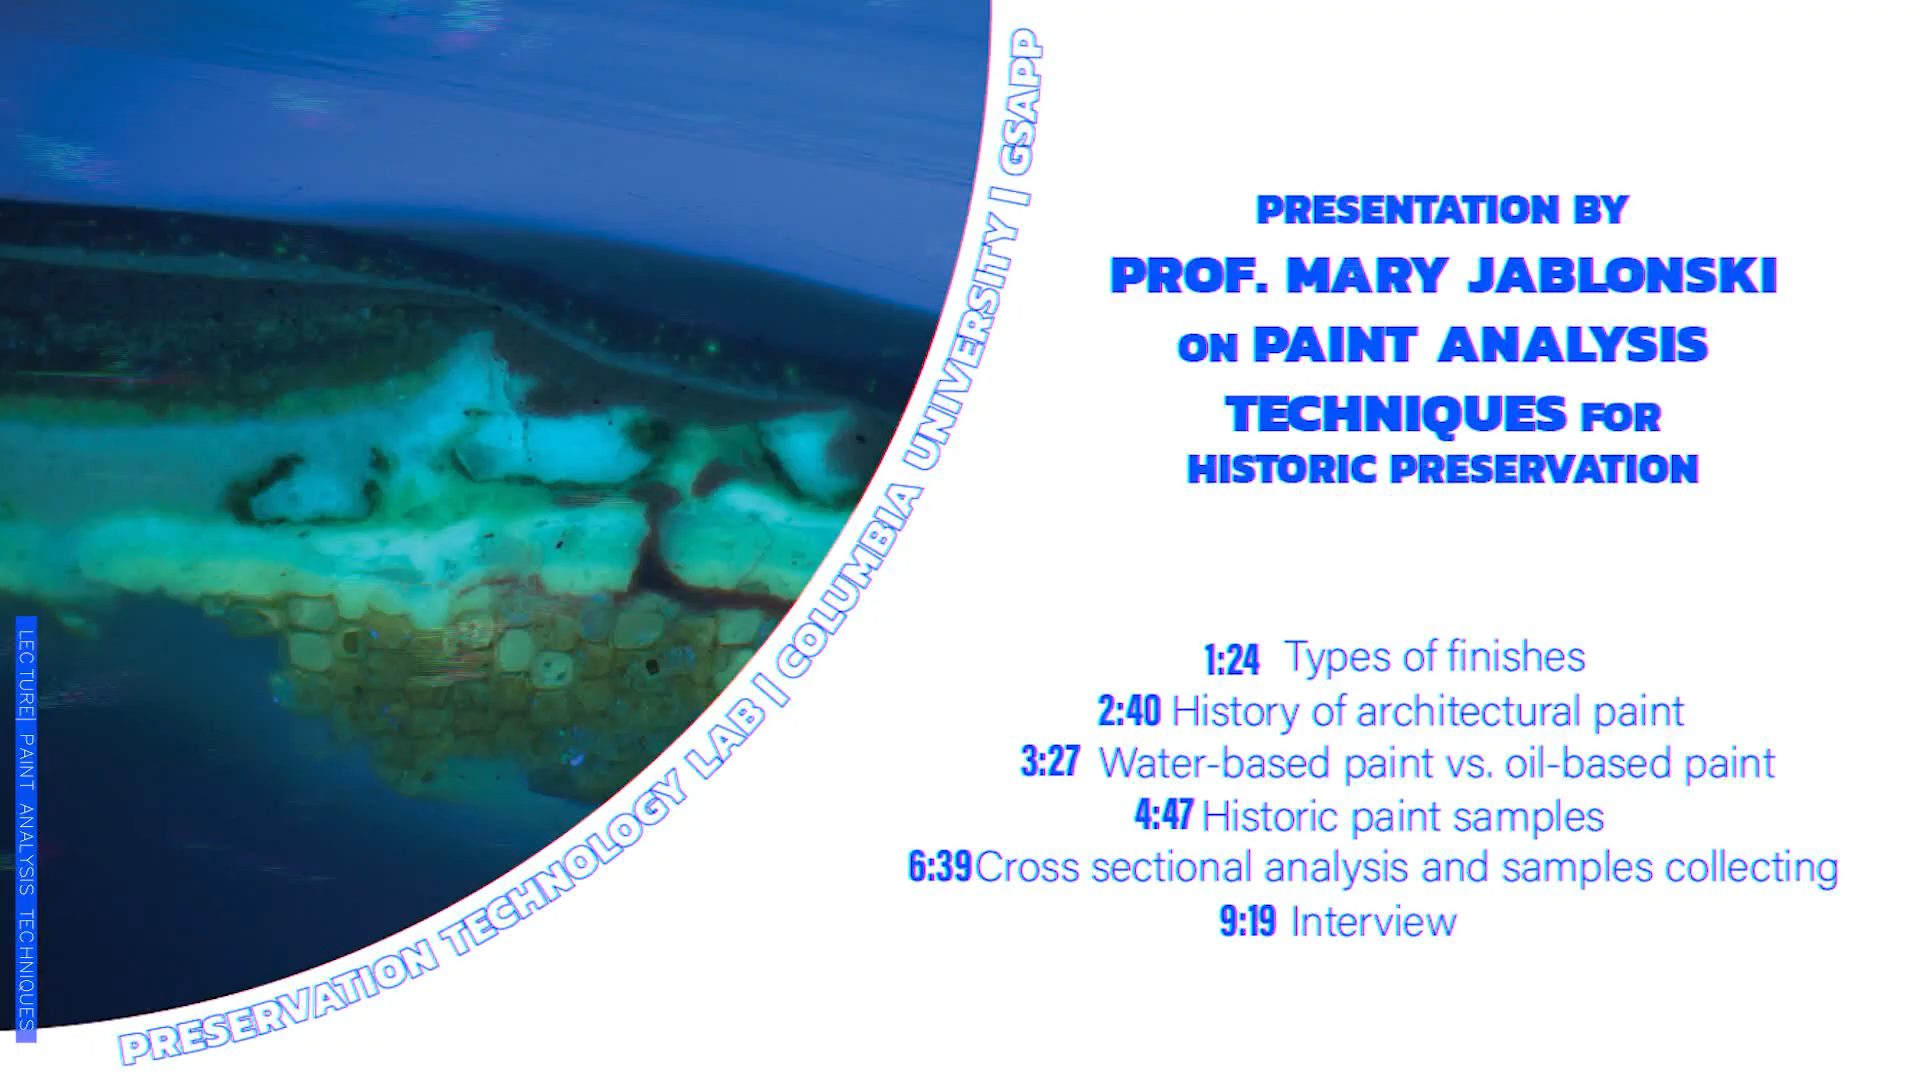 PRESERVATION TECHNOLOGY LAB | COLUMBIA UNIVERSITY | GSAPP
LECTURE| PAINT ANALYSIS TECHNIQUES
PRESENTATION BY
PROF. MARY JABLONSKI
ON PAINT ANALYSIS
TECHNIQUES FOR
HISTORIC PRESERVATION
1:24 Types of finishes
2:40 History of architectural paint
3:27 Water-based paint vs. oil-based paint
4:47 Historic paint samples
6:39 Cross sectional analysis and samples collecting
9:19 Interview